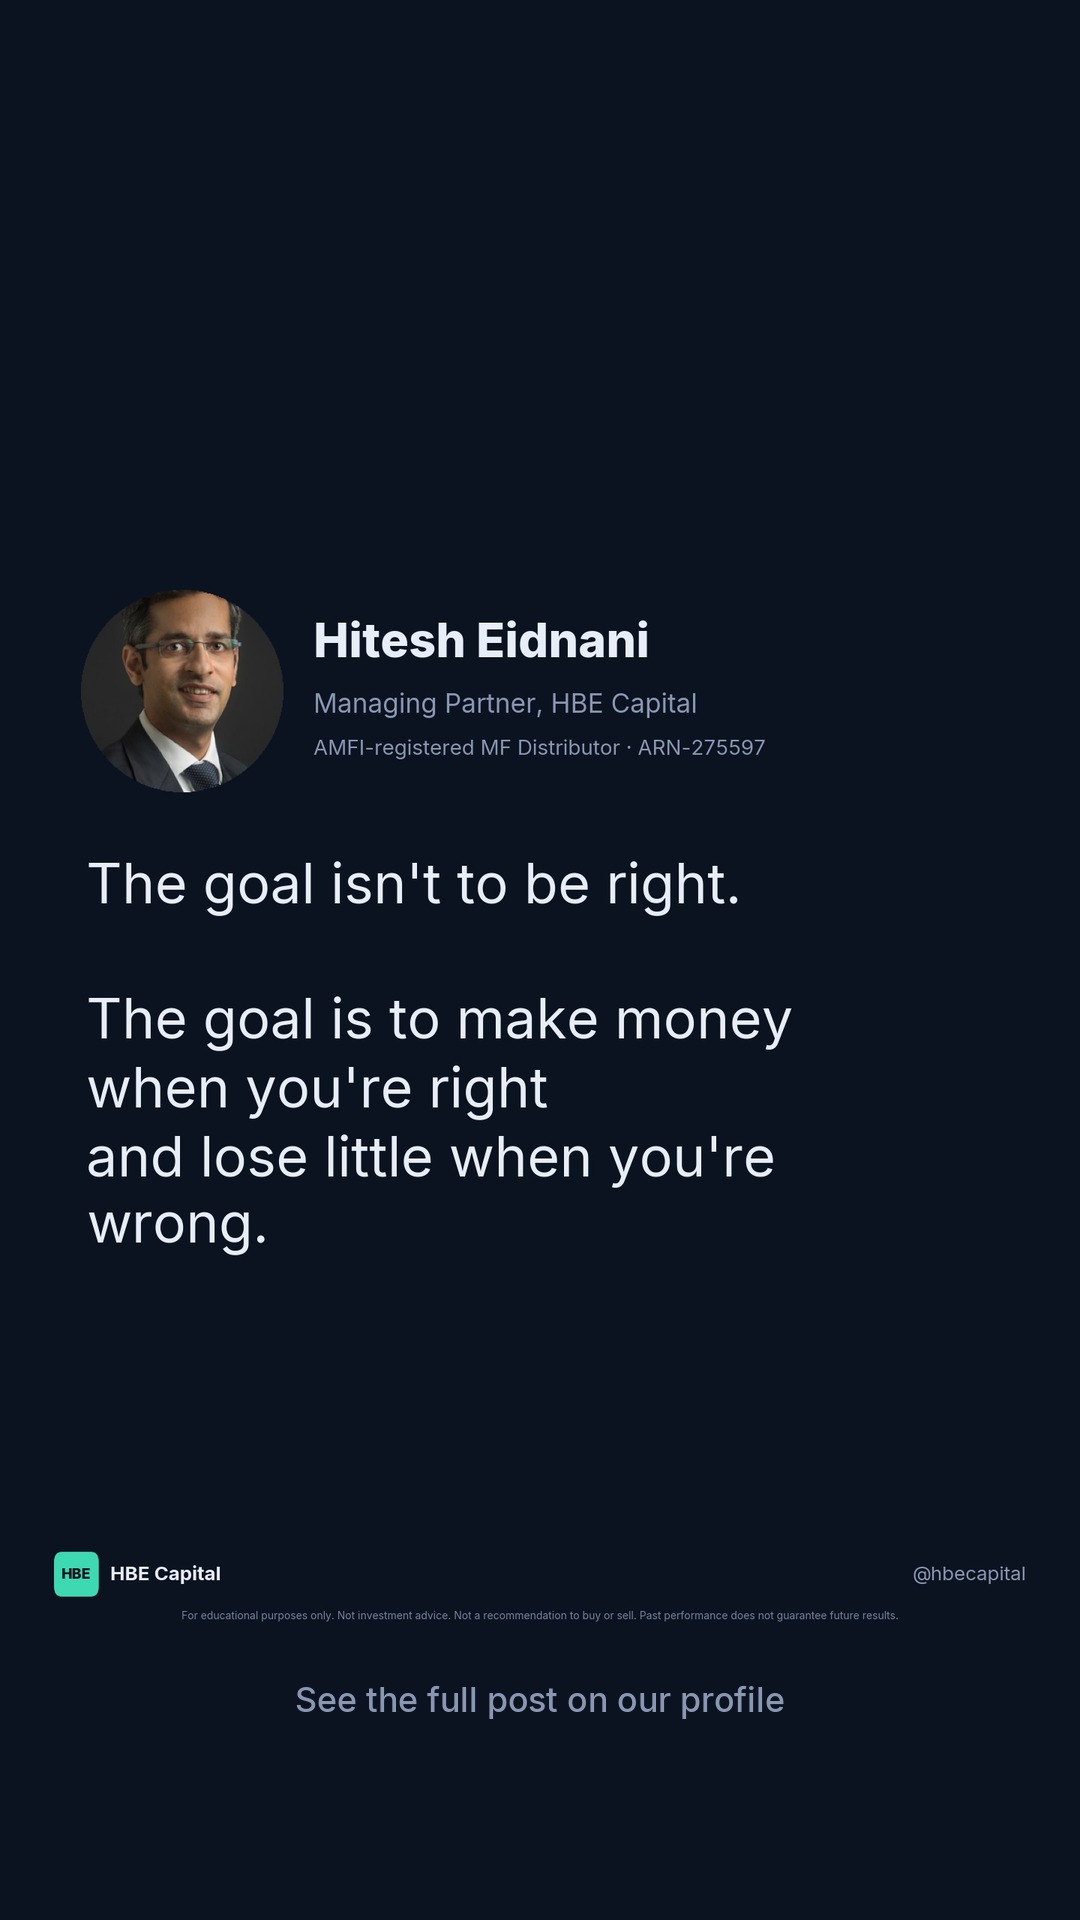 Hitesh Eidnani
Managing Partner, HBE Capital
AMFI-registered MF Distributor · ARN-275597
The goal isn't to be right.
The goal is to make money
when you're right
and lose little when you're
wrong.
HBE HBE Capital
@hbecapital
For educational purposes only. Not investment advice. Not a recommendation to buy or sell. Past performance does not guarantee future results.
See the full post on our profile